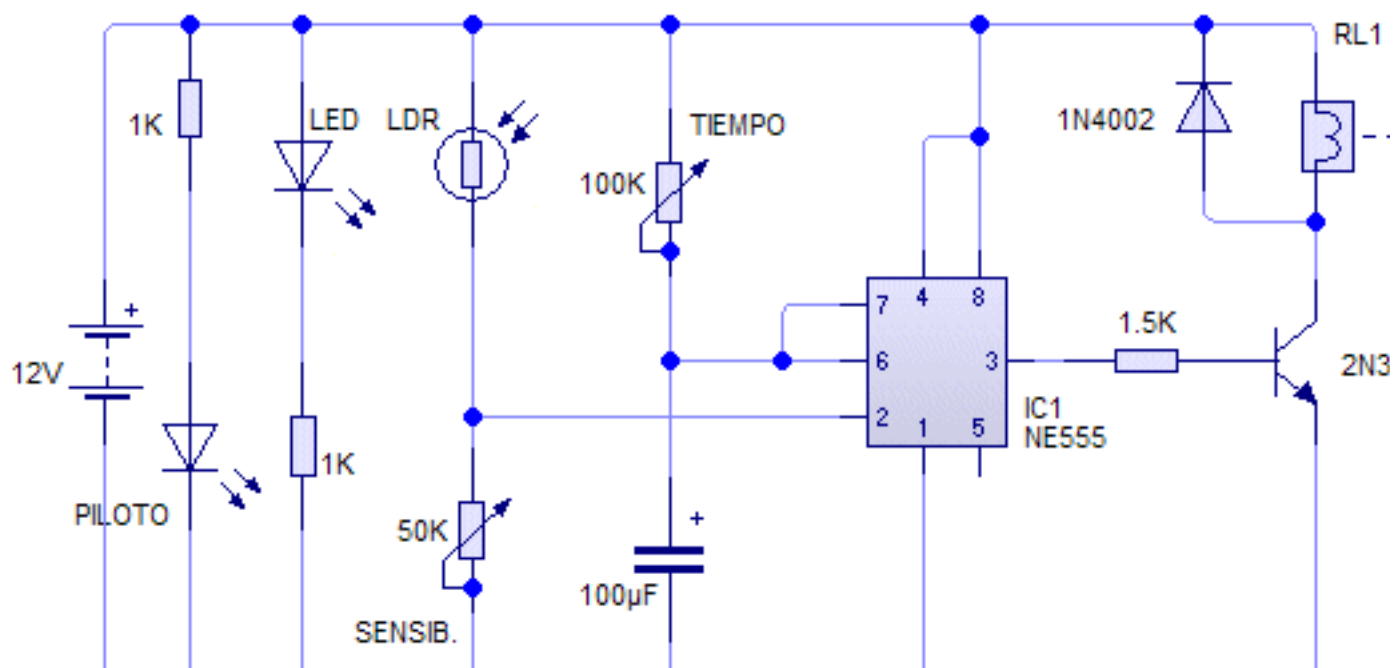 RL1
1K
LED
LDR
TIEMPO
1N4002
100K
12V
7
4
8
6
3
2
1
5
1.5K
2N3
IC1
NE555
1K
PILOTO
50K
100µF
SENSIB.